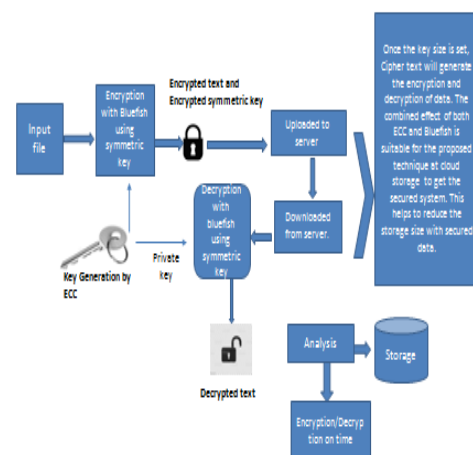 Input
file
Encryption
with Bluefish
using
symmetric
key
Encrypted text and
Encrypted symmetric key
Uploaded to
server
Downloaded
from server.
Decryption
with
bluefish
using
symmetric
key
Key Generation by
ECC
Private
key
Decrypted text
Once the key size is set,
Cipher text will generate
the encryption and
decryption of data. The
combined effect of both
ECC and Bluefish is
suitable for the proposed
technique at cloud
storage to get the
secured system. This
helps to reduce the
storage size with secured
data.
Analysis
Storage
Encryption/Decryp
tion on time